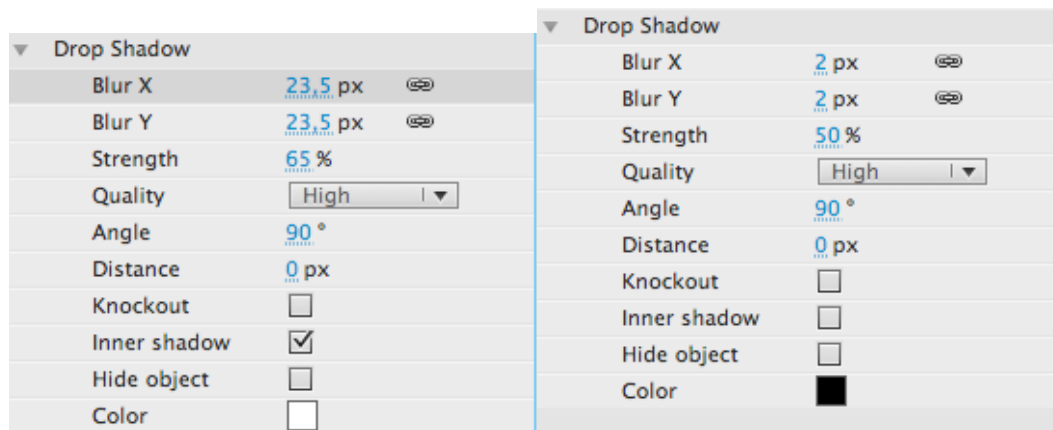 Drop Shadow
Blur X 23,5 px
Blur Y 23,5 px
Strength 65 %
Quality High
Angle 90 °
Distance 0 px
Knockout
Inner shadow
Hide object
Color
Drop Shadow
Blur X 2 px
Blur Y 2 px
Strength 50 %
Quality High
Angle 90 °
Distance 0 px
Knockout
Inner shadow
Hide object
Color